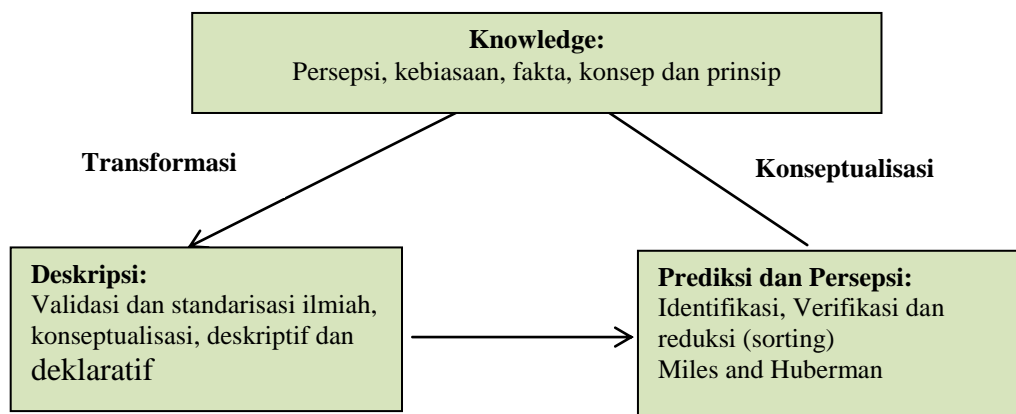 Knowledge:
Persepsi, kebiasaan, fakta, konsep dan prinsip
Transformasi
Konseptualisasi
Deskripsi:
Validasi dan standarisasi ilmiah,
konseptualisasi, deskriptif dan
deklaratif
Prediksi dan Persepsi:
Identifikasi, Verifikasi dan
reduksi (sorting)
Miles and Huberman